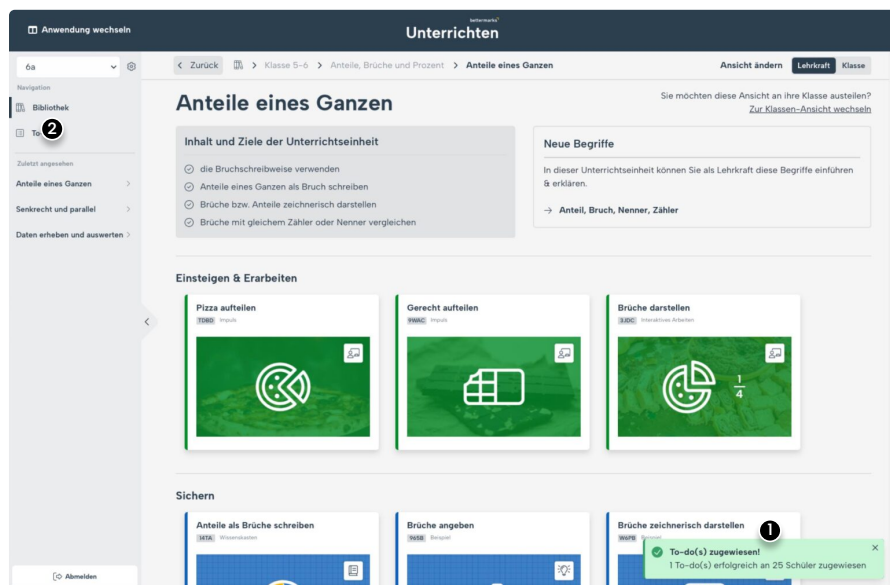 Anwendung wechseln
bettermarks
Unterrichten
6a
Zurück > Klasse 5-6 > Anteile, Brüche und Prozent > Anteile eines Ganzen
Ansicht ändern Lehrkraft Klasse
Navigation
Bibliothek
To
2
Zuletzt angesehen
Anteile eines Ganzen
Senkrecht und parallel
Daten erheben und auswerten
Abmelden
Anteile eines Ganzen
Sie möchten diese Ansicht an ihre Klasse austeilen?
Zur Klassen-Ansicht wechseln
Inhalt und Ziele der Unterrichtseinheit
die Bruchschreibweise verwenden
Anteile eines Ganzen als Bruch schreiben
Brüche bzw. Anteile zeichnerisch darstellen
Brüche mit gleichem Zähler oder Nenner vergleichen
Neue Begriffe
In dieser Unterrichtseinheit können Sie als Lehrkraft diese Begriffe einführen
& erklären.
→ Anteil, Bruch, Nenner, Zähler
Einsteigen & Erarbeiten
Pizza aufteilen
TDBD Impuls
Gerecht aufteilen
9WAC Impuls
Brüche darstellen
3JDC Interaktives Arbeiten
1
4
Sichern
Anteile als Brüche schreiben
I4TA Wissenskasten
Brüche angeben
965B Beispiel
Brüche zeichnerisch darstellen
W6PB Beispiel
1
To-do(s) zugewiesen!
1 To-do(s) erfolgreich an 25 Schüler zugewiesen